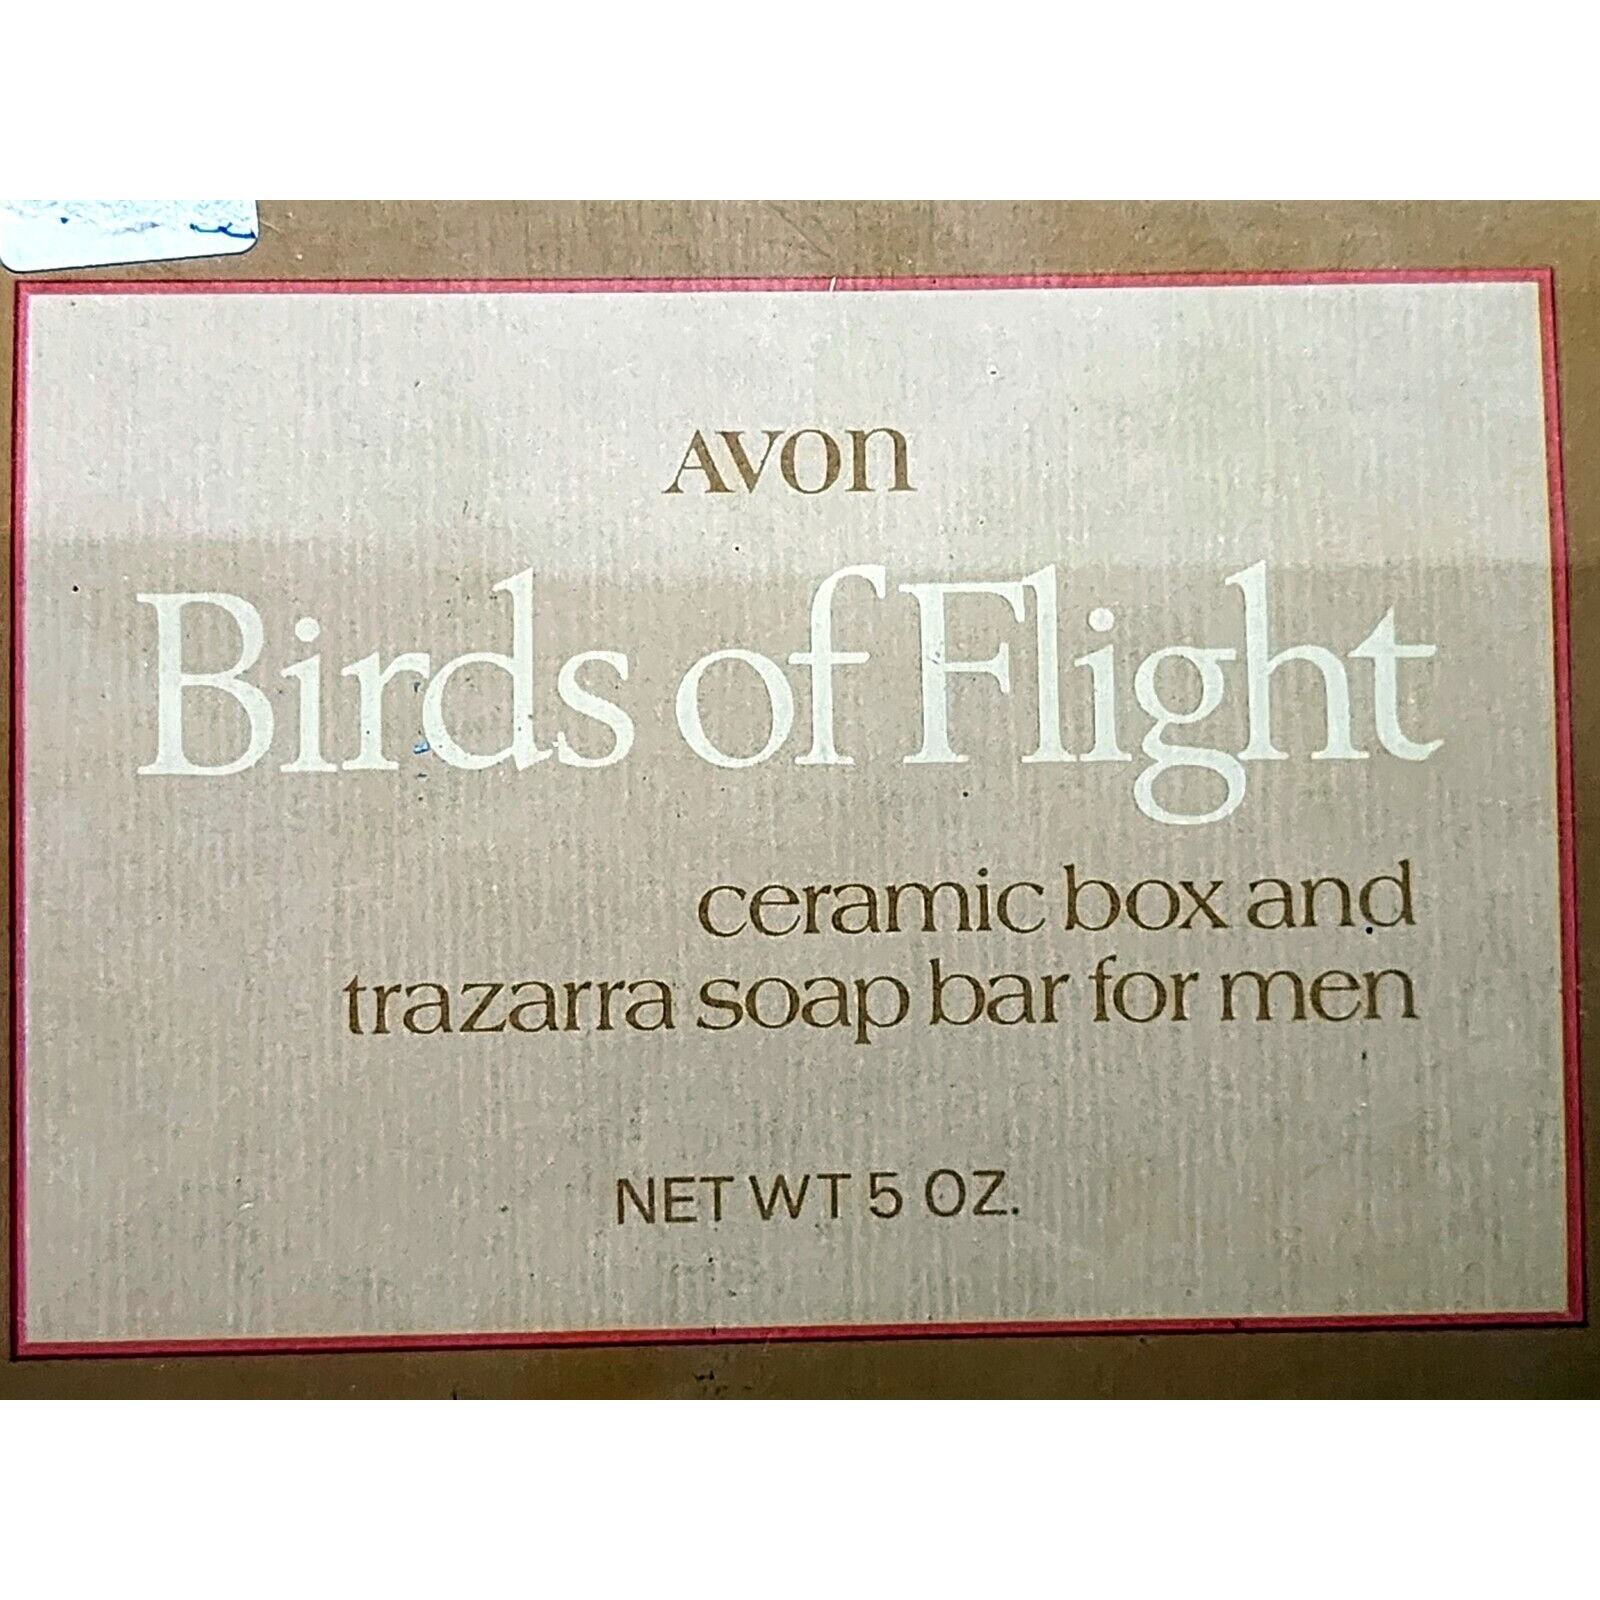 AVON
Birds of Flight
ceramic box and
trazarra soap bar for men
NET WT 5 OZ.